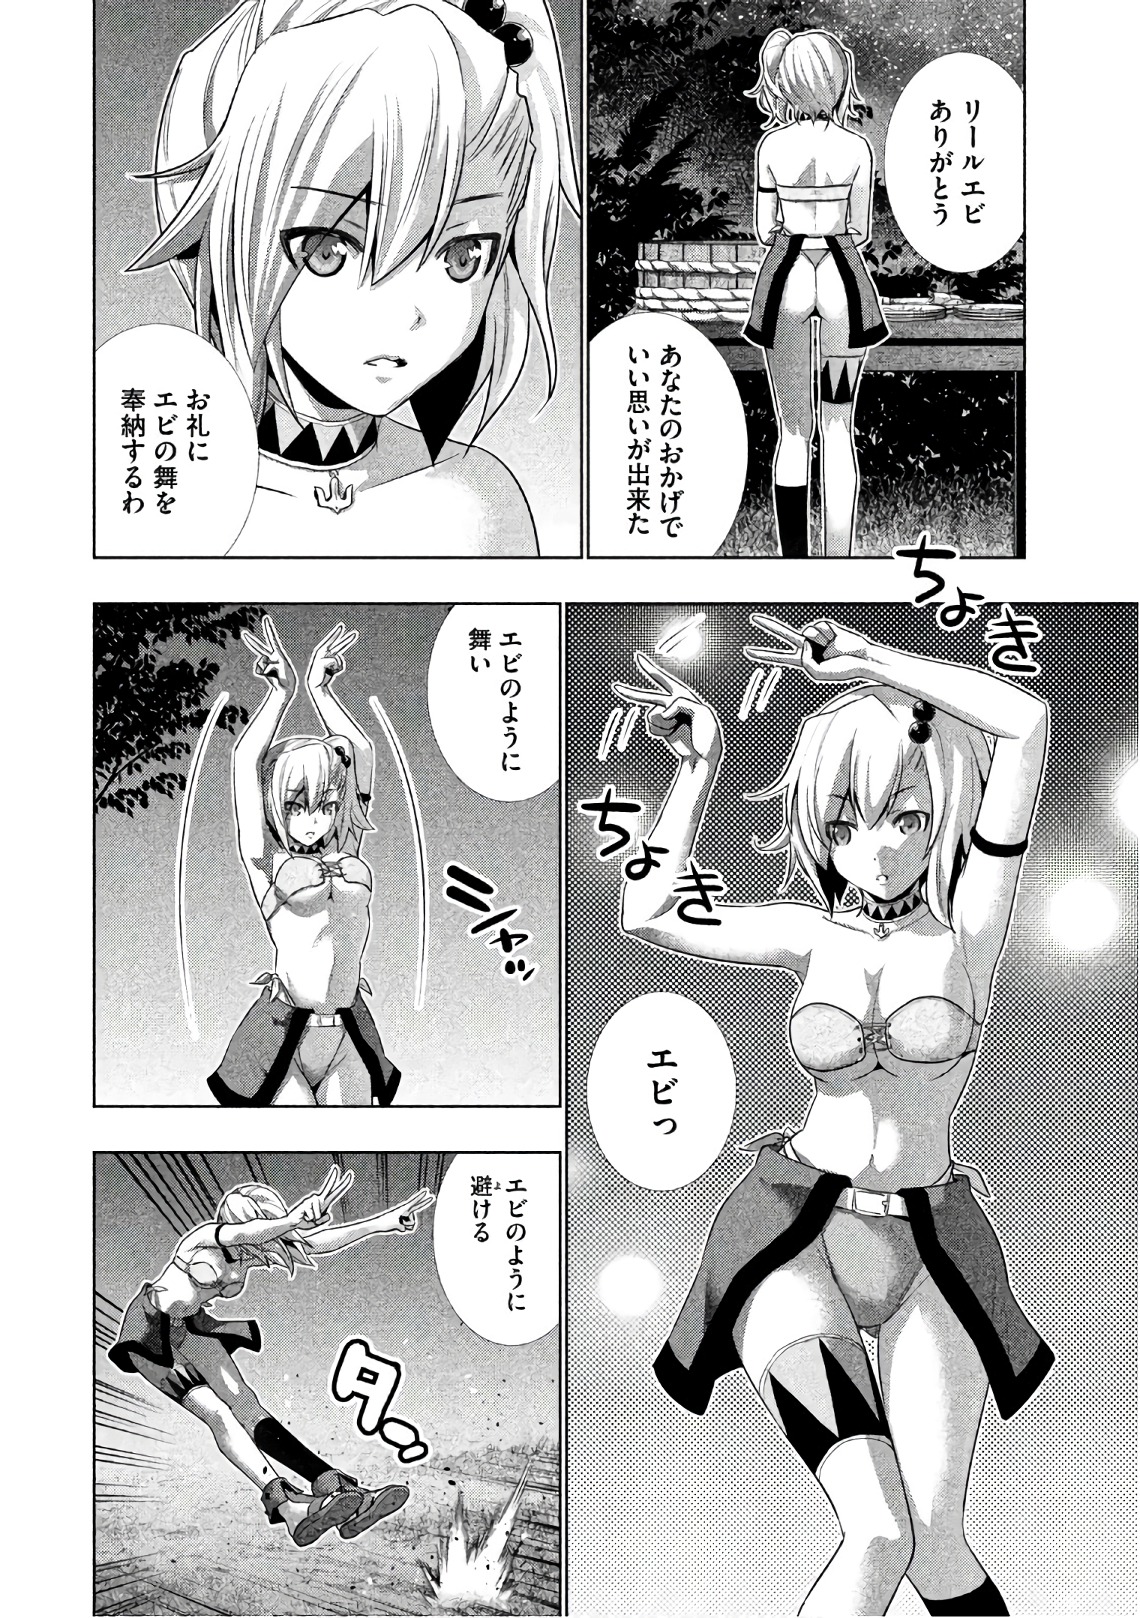 リールエビ
ありがとう
あなたのおかげで
いい思いが出来た
お礼に
エビの舞を
奉納するわ
ちょき
ちょき
エビっ
エビのように
舞い
シャッ
エビのように
避ける
よ
ターン